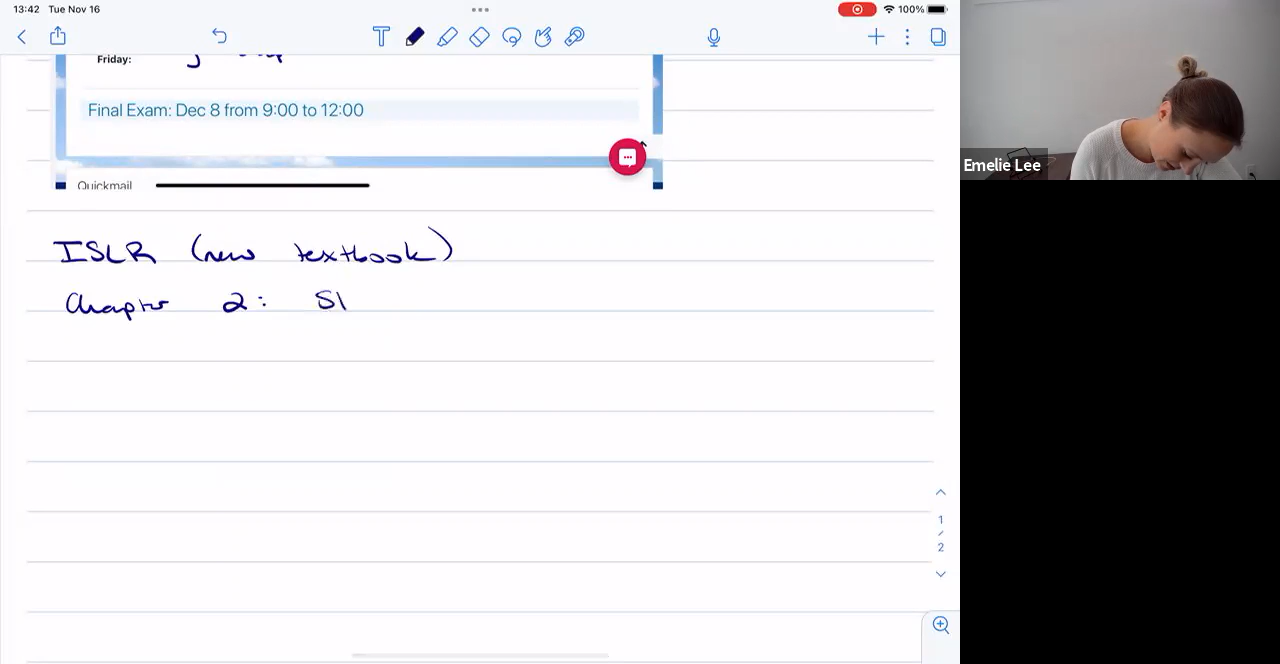 13:42 Tue Nov 16
100%
T
Friday:
Final Exam: Dec 8 from 9:00 to 12:00
Quickmail
ISLR (new textbook)
Chapter 2: Sl
1
/
2
Emelie Lee